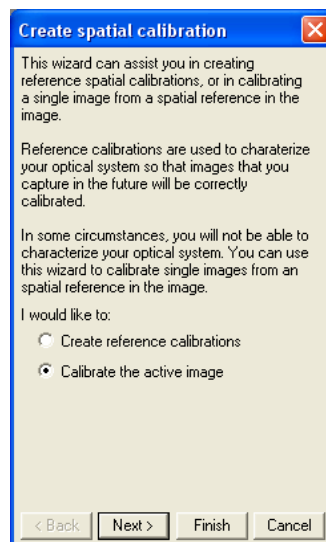 Create spatial calibration
This wizard can assist you in creating
reference spatial calibrations, or in calibrating
a single image from a spatial reference in the
image.
Reference calibrations are used to charaterize
your optical system so that images that you
capture in the future will be correctly
calibrated.
In some circumstances, you will not be able to
characterize your optical system. You can use
this wizard to calibrate single images from an
spatial reference in the image.
I would like to:
Create reference calibrations
Calibrate the active image
< Back Next > Finish Cancel